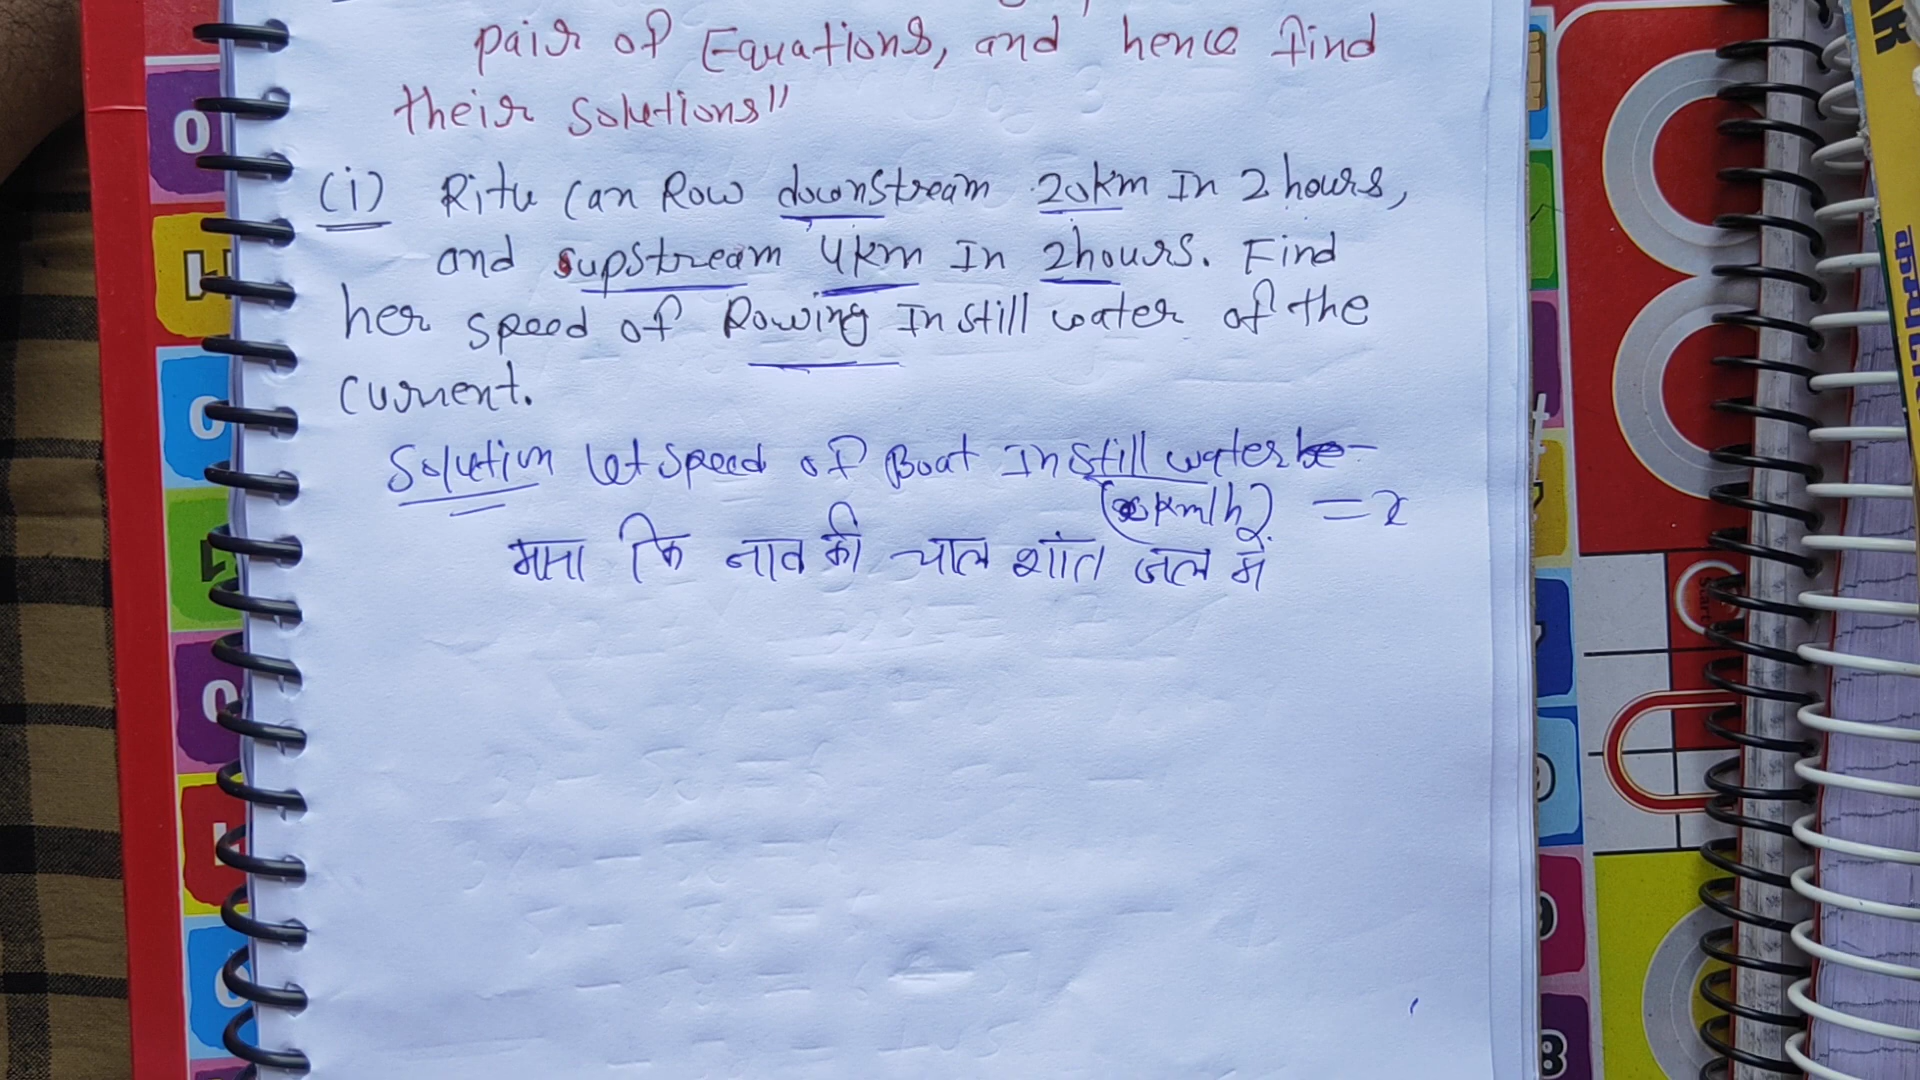 pair of Equations, and hence find
their solutions"
(i) Ritu can Row downstream 20km In 2 hours,
and supstream 4km In 2hours. Find
her speed of Rowing In still water of the
current.
Solution let speed of Boat In still water be
(x km/h) = x
माना कि नाव की चाल शांत जल में